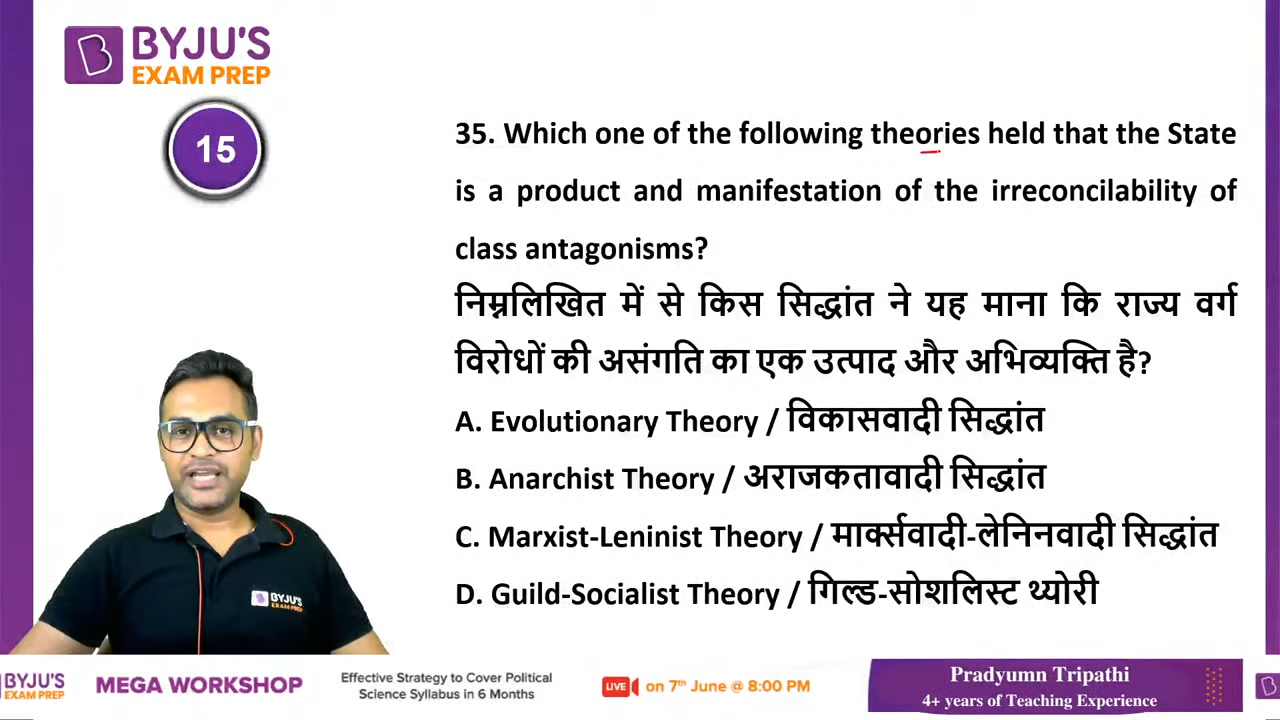 BYJU'S
EXAM PREP
15
35. Which one of the following theories held that the State
is a product and manifestation of the irreconcilability of
class antagonisms?
निम्नलिखित में से किस सिद्धांत ने यह माना कि राज्य वर्ग
विरोधों की असंगति का एक उत्पाद और अभिव्यक्ति है?
A. Evolutionary Theory / विकासवादी सिद्धांत
B. Anarchist Theory / अराजकतावादी सिद्धांत
C. Marxist-Leninist Theory / मार्क्सवादी-लेनिनवादी सिद्धांत
D. Guild-Socialist Theory / गिल्ड-सोशलिस्ट थ्योरी
BYJU'S
EXAM PREP
BYJU'S
EXAM PREP
MEGA WORKSHOP
Effective Strategy to Cover Political
Science Syllabus in 6 Months
LIVE
on 7th June @ 8:00 PM
Pradyumn Tripathi
4+ years of Teaching Experience